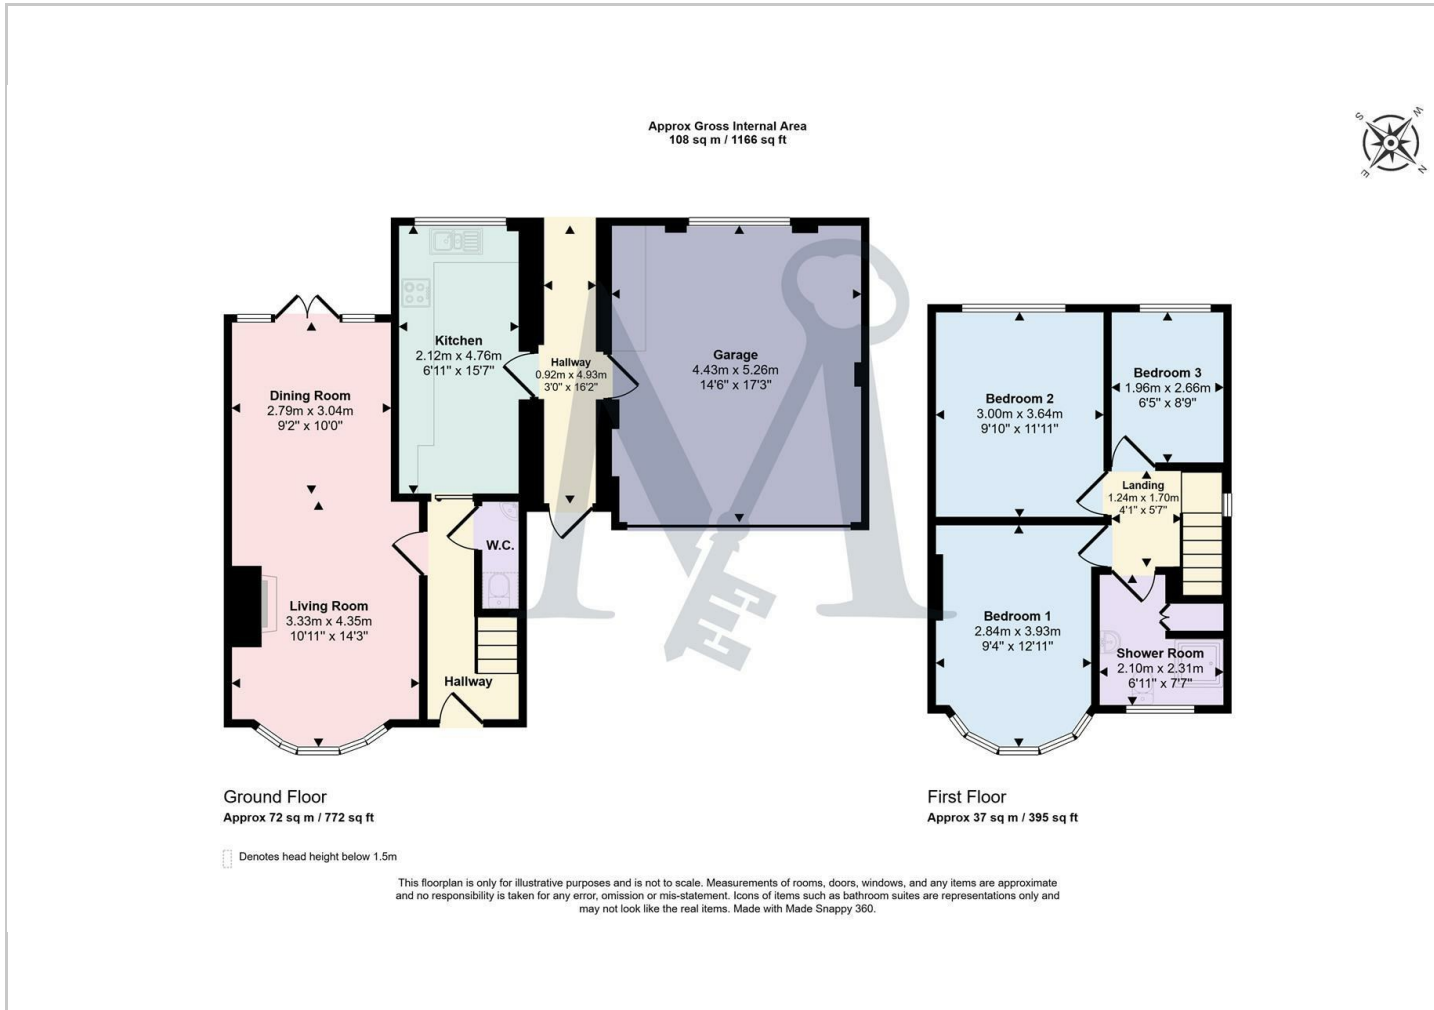 Approx Gross Internal Area
108 sq m / 1166 sq ft
S
W
E
N
Kitchen
2.12m x 4.76m
6'11" x 15'7"
Hallway
0.92m x 4.93m
3'0" x 16'2"
Garage
4.43m x 5.26m
14'6" x 17'3"
Dining Room
2.79m x 3.04m
9'2" x 10'0"
W.C.
Living Room
3.33m x 4.35m
10'11" x 14'3"
Hallway
Bedroom 2
3.00m x 3.64m
9'10" x 11'11"
Bedroom 3
1.96m x 2.66m
6'5" x 8'9"
Landing
1.24m x 1.70m
4'1" x 5'7"
Bedroom 1
2.84m x 3.93m
9'4" x 12'11"
Shower Room
2.10m x 2.31m
6'11" x 7'7"
Ground Floor
Approx 72 sq m / 772 sq ft
First Floor
Approx 37 sq m / 395 sq ft
Denotes head height below 1.5m
This floorplan is only for illustrative purposes and is not to scale. Measurements of rooms, doors, windows, and any items are approximate
and no responsibility is taken for any error, omission or mis-statement. Icons of items such as bathroom suites are representations only and
may not look like the real items. Made with Made Snappy 360.